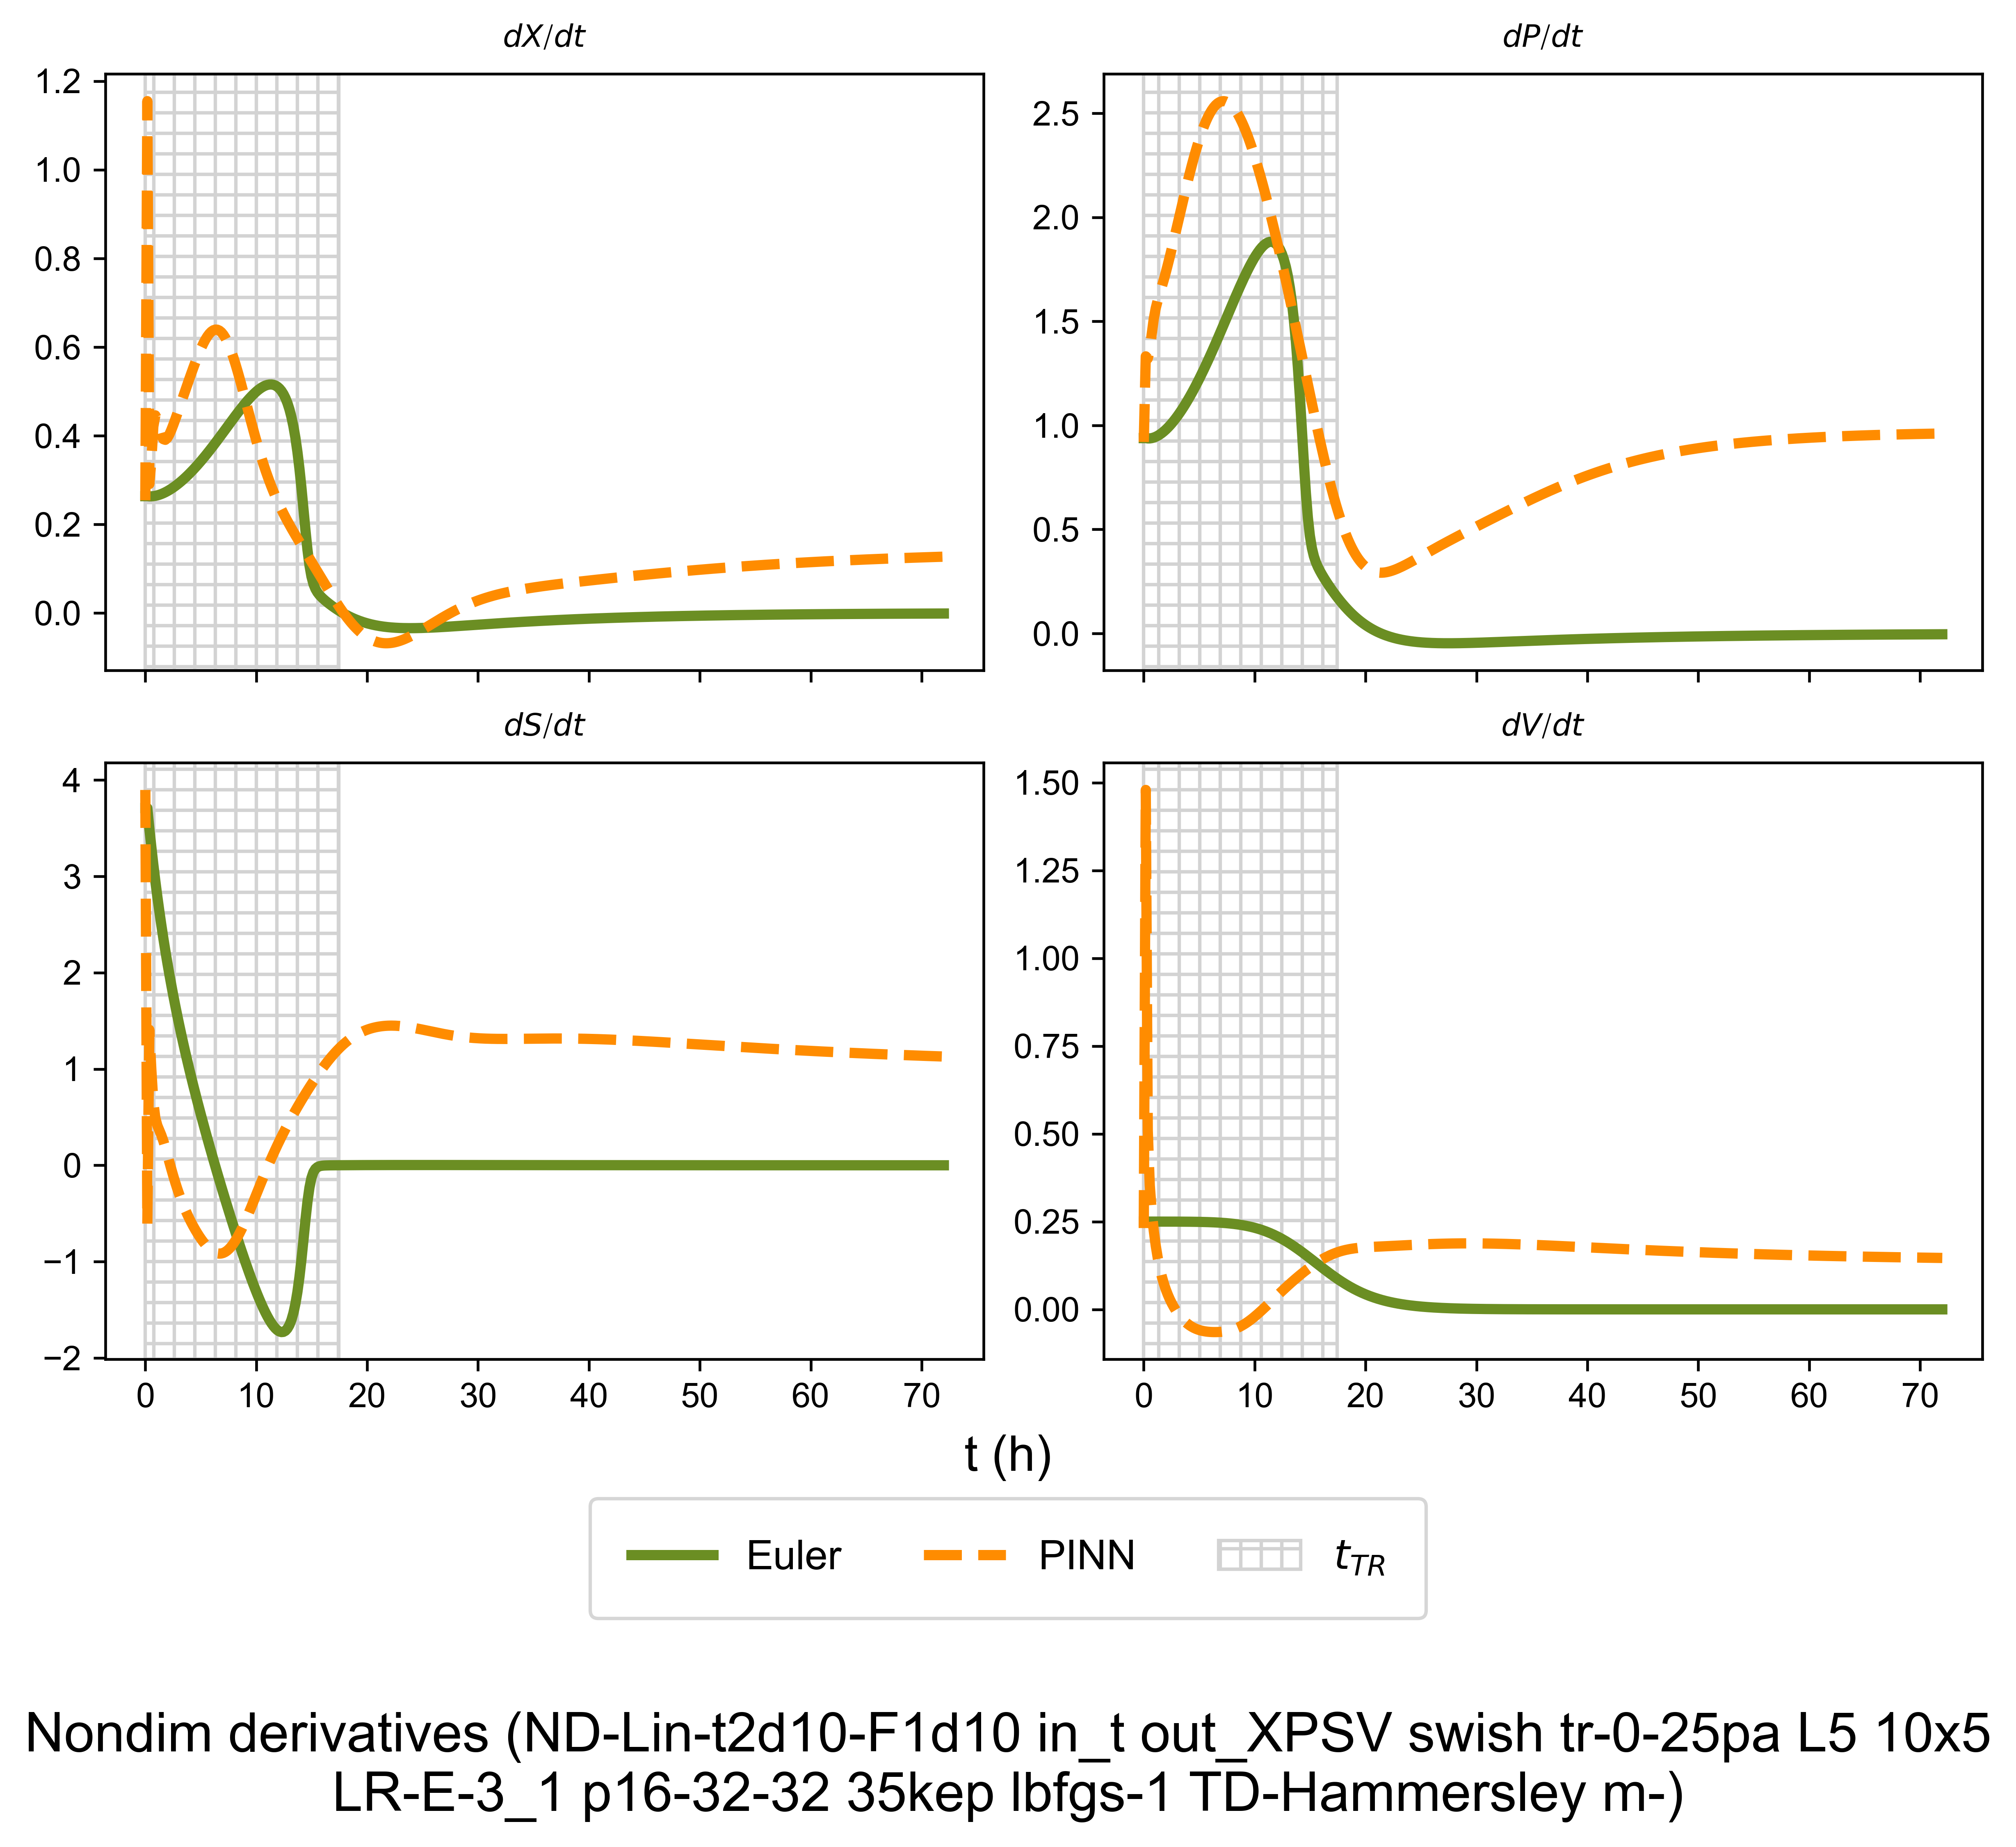 dX/dt
dP/dt
1.2
1.0
0.8
0.6
0.4
0.2
0.0
2.5
2.0
1.5
1.0
0.5
0.0
dS/dt
dV/dt
4
3
2
1
0
−1
−2
1.50
1.25
1.00
0.75
0.50
0.25
0.00
0 10 20 30 40 50 60 70
0 10 20 30 40 50 60 70
t (h)
Euler PINN t_TR
Nondim derivatives (ND-Lin-t2d10-F1d10 in_t out_XPSV swish tr-0-25pa L5 10x5
LR-E-3_1 p16-32-32 35kep lbfgs-1 TD-Hammersley m-)